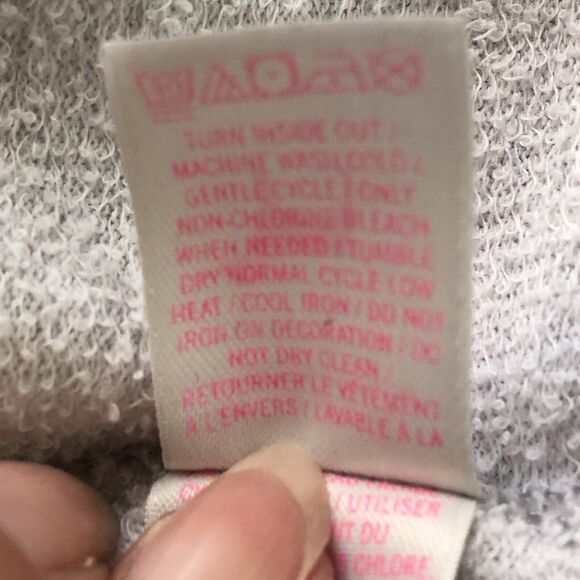 TURN INSIDE OUT /
MACHINE WASH COLD /
GENTLE CYCLE / ONLY
NON-CHLORINE BLEACH
WHEN NEEDED / TUMBLE
DRY NORMAL CYCLE LOW
HEAT / COOL IRON / DO NOT
IRON ON DECORATION / DO
NOT DRY CLEAN /
RETOURNER LE VÊTEMENT
À L'ENVERS / LAVABLE À LA
/ UTILISER
NT DU
CHLORE